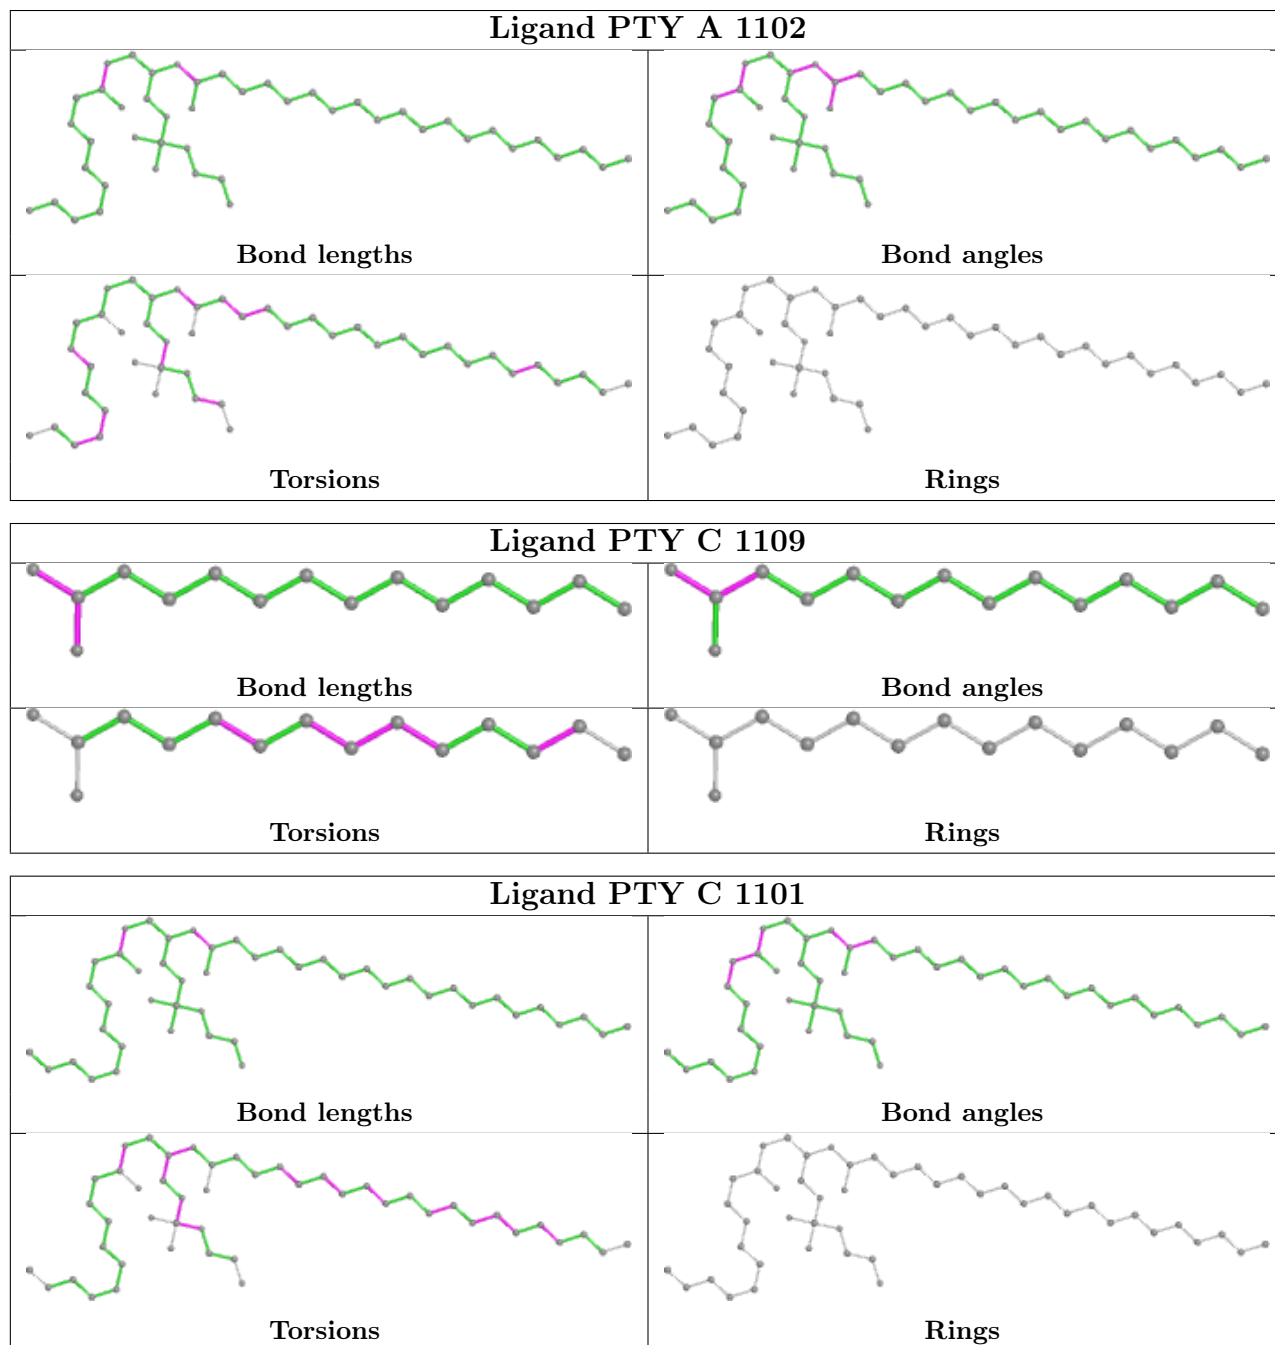 Ligand PTY A 1102
Bond lengths
Bond angles
Torsions
Rings
Ligand PTY C 1109
Bond lengths
Bond angles
Torsions
Rings
Ligand PTY C 1101
Bond lengths
Bond angles
Torsions
Rings